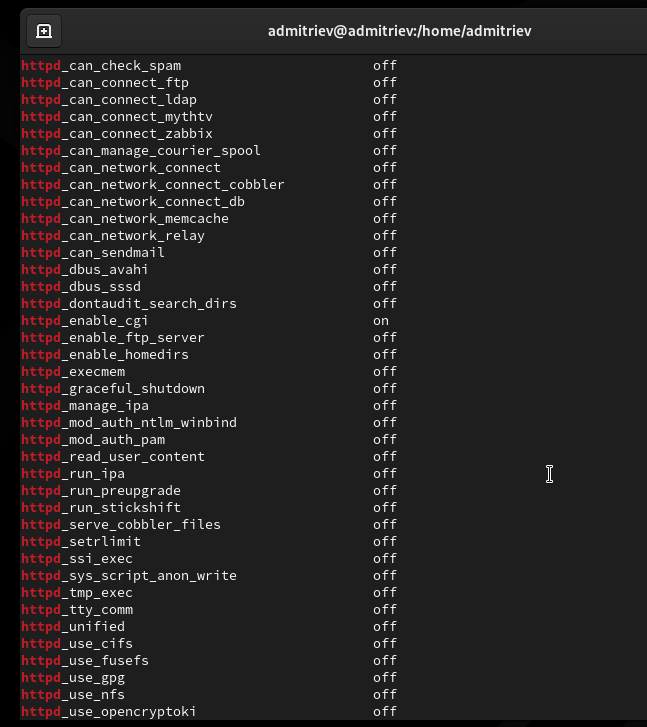 admitriev@admitriev:/home/admitriev
httpd_can_check_spam off
httpd_can_connect_ftp off
httpd_can_connect_ldap off
httpd_can_connect_mythtv off
httpd_can_connect_zabbix off
httpd_can_manage_courier_spool off
httpd_can_network_connect off
httpd_can_network_connect_cobbler off
httpd_can_network_connect_db off
httpd_can_network_memcache off
httpd_can_network_relay off
httpd_can_sendmail off
httpd_dbus_avahi off
httpd_dbus_sssd off
httpd_dontaudit_search_dirs off
httpd_enable_cgi on
httpd_enable_ftp_server off
httpd_enable_homedirs off
httpd_execmem off
httpd_graceful_shutdown off
httpd_manage_ipa off
httpd_mod_auth_ntlm_winbind off
httpd_mod_auth_pam off
httpd_read_user_content off
httpd_run_ipa off
httpd_run_preupgrade off
httpd_run_stickshift off
httpd_serve_cobbler_files off
httpd_setrlimit off
httpd_ssi_exec off
httpd_sys_script_anon_write off
httpd_tmp_exec off
httpd_tty_comm off
httpd_unified off
httpd_use_cifs off
httpd_use_fusefs off
httpd_use_gpg off
httpd_use_nfs off
httpd_use_opencryptoki off